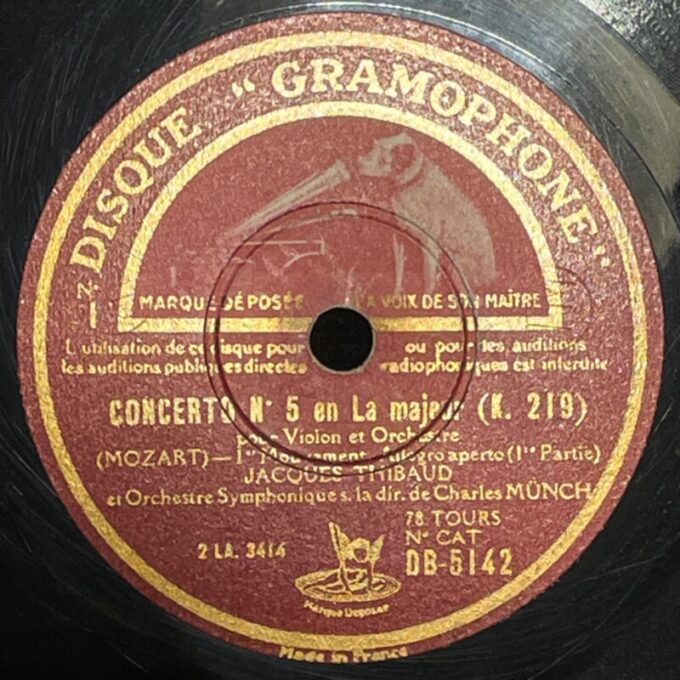 DISQUE "GRAMOPHONE"
MARQUE DÉPOSÉE LA VOIX DE SON MAÎTRE
L'utilisation de ce disque pour ou pour les auditions
les auditions publiques directes radiophoniques est interdite
CONCERTO N° 5 en La majeur (K. 219)
pour Violon et Orchestre
(MOZART)—1er Mouvement - Allegro aperto (1re Partie)
JACQUES THIBAUD
et Orchestre Symphonique s. la dir. de Charles MÜNCH
78 TOURS
N° CAT
2 LA. 3414
DB-5142
Marque Déposée
Made in France